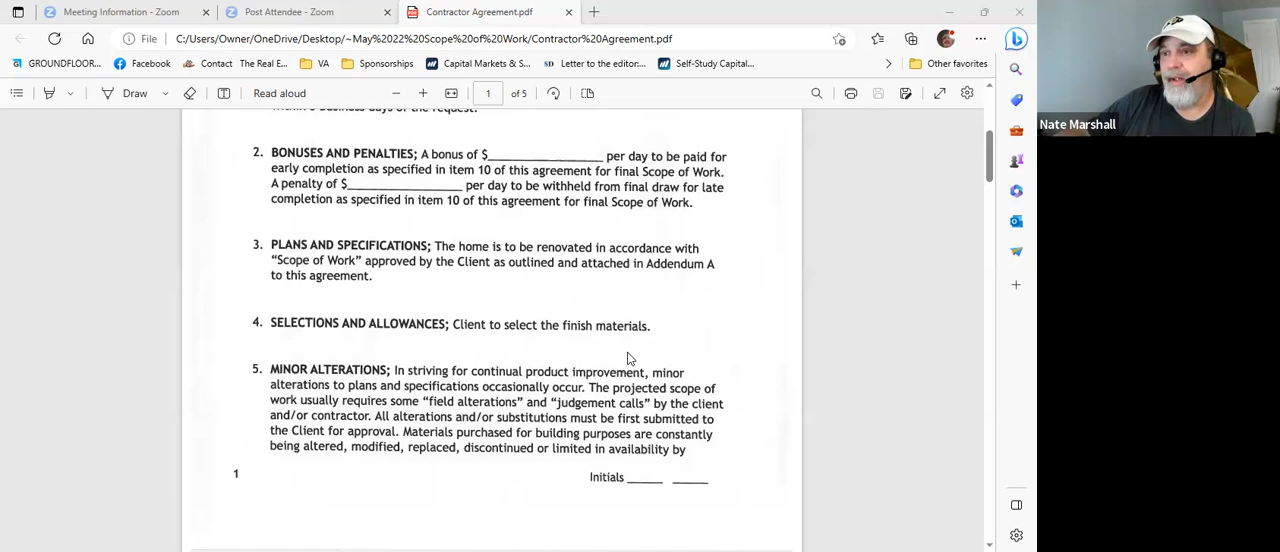 Meeting Information - Zoom
Post Attendee - Zoom
Contractor Agreement.pdf
File
C:/Users/Owner/OneDrive/Desktop/~May%2022%20Scope%20of%20Work/Contractor%20Agreement.pdf
GROUNDFLOOR...
Facebook
Contact The Real E...
VA
Sponsorships
Capital Markets & S...
Letter to the editor:...
Self-Study Capital...
Other favorites
Draw
Read aloud
1 of 5
business days of the request.
2. BONUSES AND PENALTIES; A bonus of $________________ per day to be paid for
early completion as specified in item 10 of this agreement for final Scope of Work.
A penalty of $________________ per day to be withheld from final draw for late
completion as specified in item 10 of this agreement for final Scope of Work.
3. PLANS AND SPECIFICATIONS; The home is to be renovated in accordance with
“Scope of Work” approved by the Client as outlined and attached in Addendum A
to this agreement.
4. SELECTIONS AND ALLOWANCES; Client to select the finish materials.
5. MINOR ALTERATIONS; In striving for continual product improvement, minor
alterations to plans and specifications occasionally occur. The projected scope of
work usually requires some “field alterations” and “judgement calls” by the client
and/or contractor. All alterations and/or substitutions must be first submitted to
the Client for approval. Materials purchased for building purposes are constantly
being altered, modified, replaced, discontinued or limited in availability by
1
Initials _____ _____
Nate Marshall